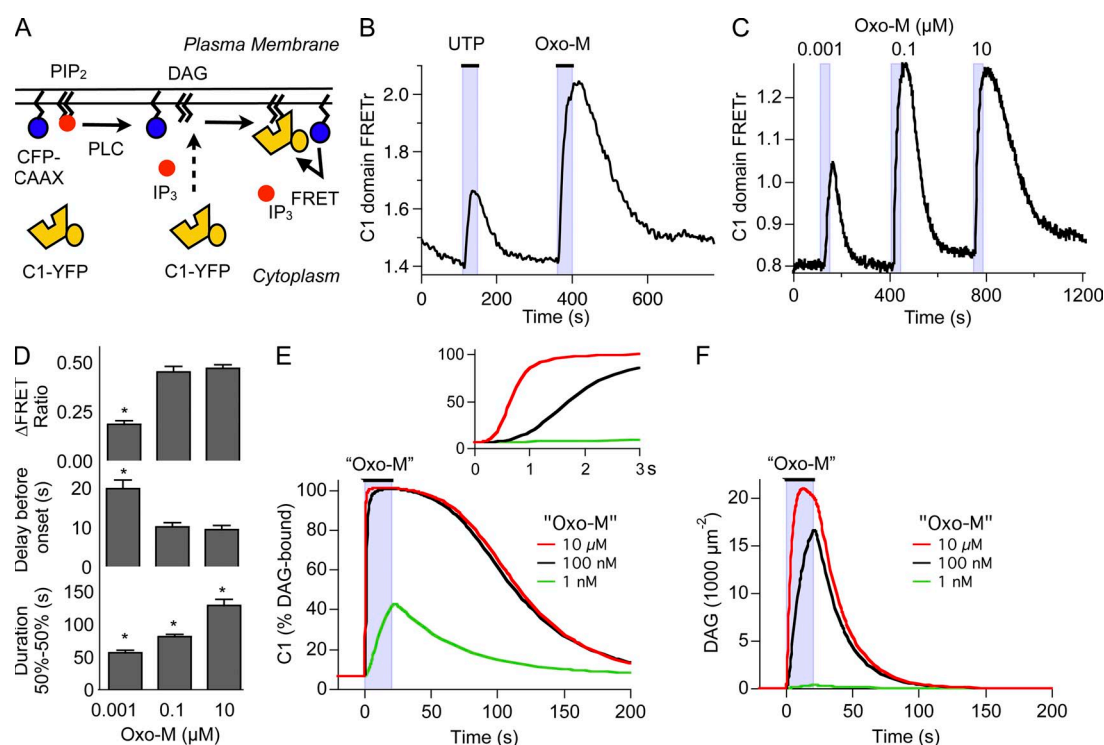 A
Plasma Membrane
PIP2
DAG
PLC
CFP-
CAAX
IP3
IP3
FRET
C1-YFP
C1-YFP
Cytoplasm
B
UTP
Oxo-M
C1 domain FRETr
2.0
1.8
1.6
1.4
0
200
400
600
Time (s)
C
Oxo-M (µM)
0.001
0.1
10
C1 domain FRETr
1.2
1.1
1.0
0.9
0.8
0
400
800
1200
Time (s)
D
ΔFRET
Ratio
0.50
0.25
0.00
*
Delay before
onset (s)
20
10
0
*
Duration
50%-50% (s)
150
100
50
0
*
*
*
0.001
0.1
10
Oxo-M (µM)
E
100
50
0
0
1
2
3 s
"Oxo-M"
C1 (% DAG-bound)
100
80
60
40
20
0
"Oxo-M"
10 µM
100 nM
1 nM
0
50
100
150
200
Time (s)
F
"Oxo-M"
DAG (1000 µm-2)
20
15
10
5
0
"Oxo-M"
10 µM
100 nM
1 nM
0
50
100
150
200
Time (s)